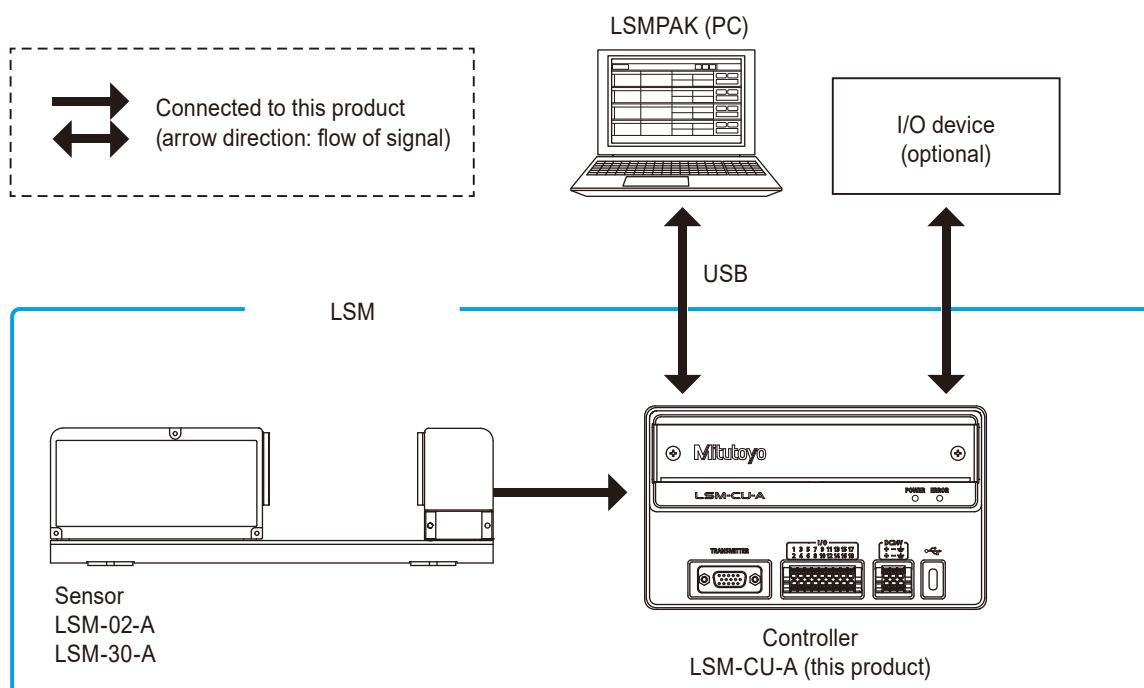 LSMPAK (PC)
Connected to this product
(arrow direction: flow of signal)
I/O device
(optional)
USB
LSM
Mitutoyo
LSM-CU-A
POWER ERROR
TRANSMITTER
I/O
1 3 5 7 9 11 13 15 17
2 4 6 8 10 12 14 16 18
DC24V
Sensor
LSM-02-A
LSM-30-A
Controller
LSM-CU-A (this product)